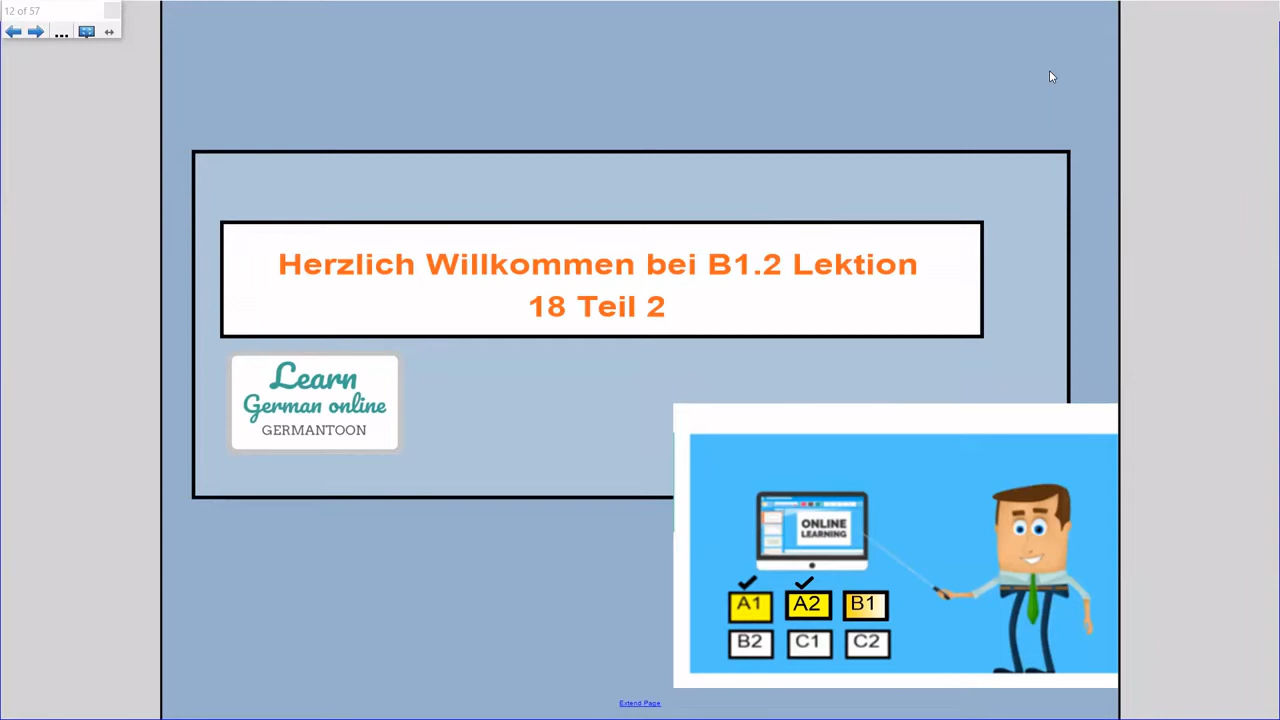 12 of 57
...
Herzlich Willkommen bei B1.2 Lektion
18 Teil 2
Learn
German online
GERMANTOON
ONLINE
LEARNING
A1 A2 B1
B2 C1 C2
Extend Page